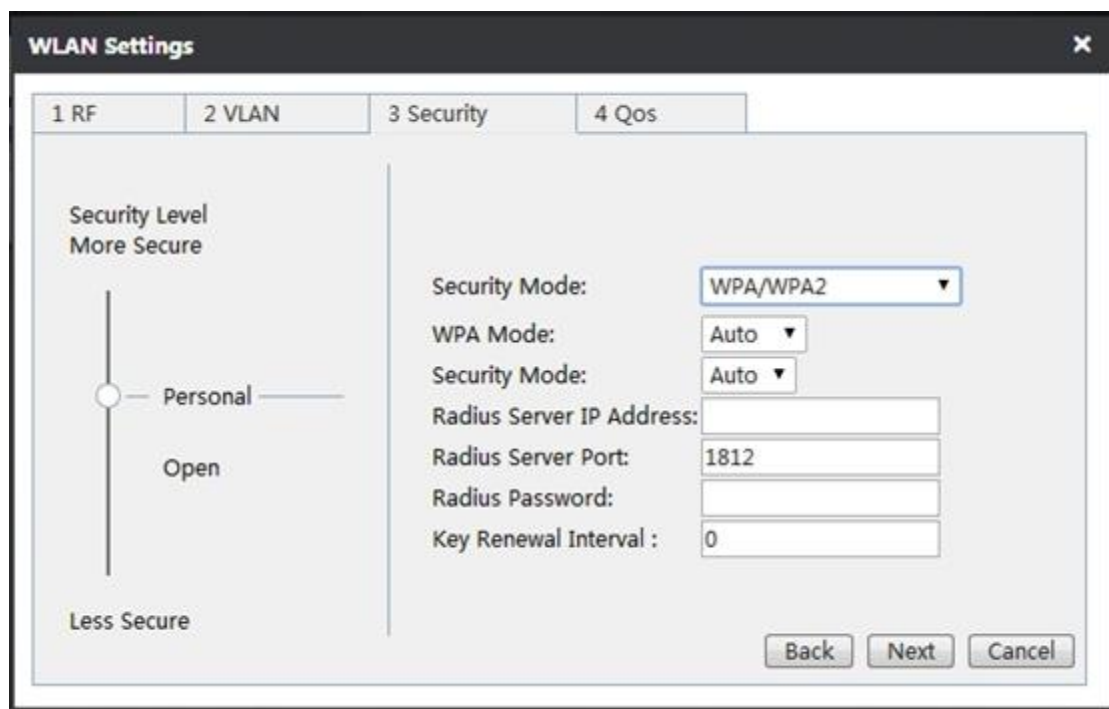 WLAN Settings
1 RF 2 VLAN 3 Security 4 Qos
Security Level
More Secure
Personal
Open
Less Secure
Security Mode: WPA/WPA2
WPA Mode: Auto
Security Mode: Auto
Radius Server IP Address:
Radius Server Port: 1812
Radius Password:
Key Renewal Interval : 0
Back Next Cancel